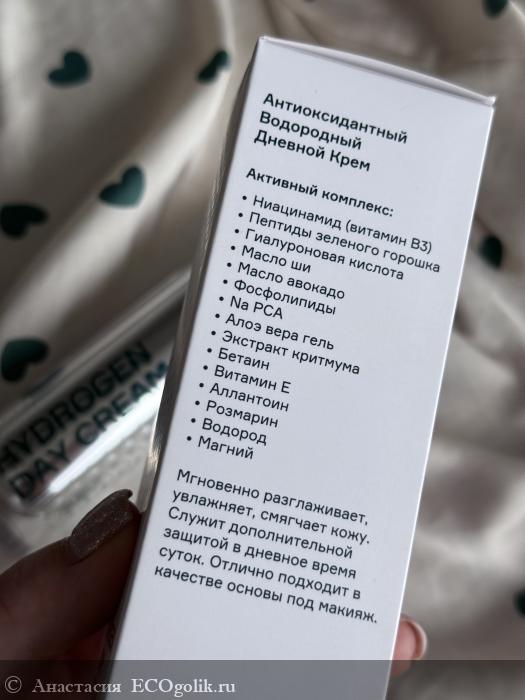 Антиоксидантный
Водородный
Дневной Крем
Активный комплекс:
• Ниацинамид (витамин В3)
• Пептиды зеленого горошка
• Гиалуроновая кислота
• Масло ши
• Масло авокадо
• Фосфолипиды
• Na PCA
• Алоэ вера гель
• Экстракт критмума
• Бетаин
• Витамин Е
• Аллантоин
• Розмарин
• Водород
• Магний
Мгновенно разглаживает,
увлажняет, смягчает кожу.
Служит дополнительной
защитой в дневное время
суток. Отлично подходит в
качестве основы под макияж.
HYDROGEN
DAY CREAM
© Анастасия ECOgolik.ru